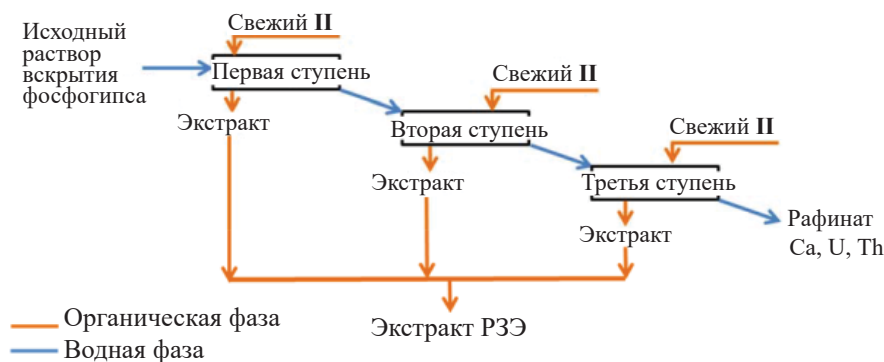 Свежий II
Исходный
раствор
вскрытия
фосфогипса
Первая ступень
Экстракт
Свежий II
Вторая ступень
Экстракт
Свежий II
Третья ступень
Экстракт
Рафинат
Ca, U, Th
Органическая фаза
Водная фаза
Экстракт РЗЭ